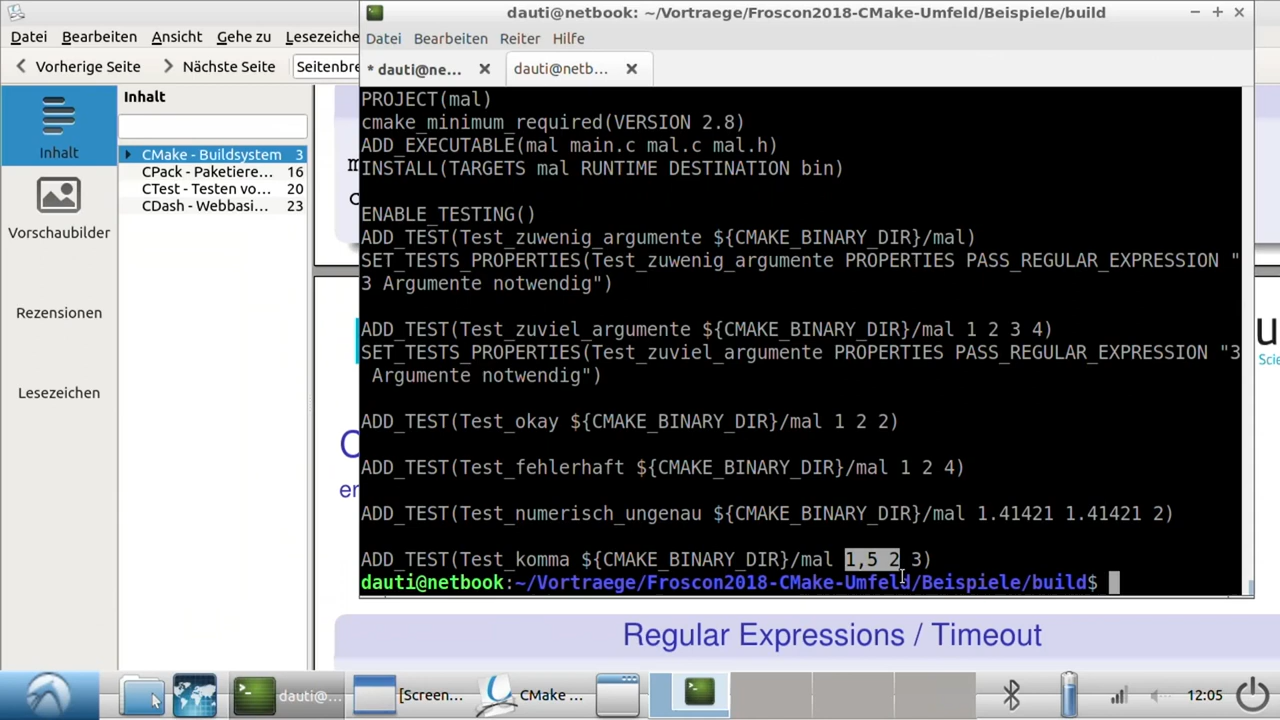 dauti@netbook: ~/Vortraege/Froscon2018-CMake-Umfeld/Beispiele/build
Datei Bearbeiten Ansicht Gehe zu Lesezeiche
Datei Bearbeiten Reiter Hilfe
Vorherige Seite Nächste Seite Seitenbre
* dauti@ne... dauti@netb...
Inhalt
Inhalt
CMake - Buildsystem 3
CPack - Paketiere... 16
CTest - Testen vo... 20
CDash - Webbasi... 23
Vorschaubilder
Rezensionen
Lesezeichen
PROJECT(mal)
cmake_minimum_required(VERSION 2.8)
ADD_EXECUTABLE(mal main.c mal.c mal.h)
INSTALL(TARGETS mal RUNTIME DESTINATION bin)
ENABLE_TESTING()
ADD_TEST(Test_zuwenig_argumente ${CMAKE_BINARY_DIR}/mal)
SET_TESTS_PROPERTIES(Test_zuwenig_argumente PROPERTIES PASS_REGULAR_EXPRESSION "
3 Argumente notwendig")
ADD_TEST(Test_zuviel_argumente ${CMAKE_BINARY_DIR}/mal 1 2 3 4)
SET_TESTS_PROPERTIES(Test_zuviel_argumente PROPERTIES PASS_REGULAR_EXPRESSION "3
Argumente notwendig")
ADD_TEST(Test_okay ${CMAKE_BINARY_DIR}/mal 1 2 2)
ADD_TEST(Test_fehlerhaft ${CMAKE_BINARY_DIR}/mal 1 2 4)
ADD_TEST(Test_numerisch_ungenau ${CMAKE_BINARY_DIR}/mal 1.41421 1.41421 2)
ADD_TEST(Test_komma ${CMAKE_BINARY_DIR}/mal 1,5 2 3)
dauti@netbook:~/Vortraege/Froscon2018-CMake-Umfeld/Beispiele/build$
Regular Expressions / Timeout
dauti@... [Screen... CMake ... 12:05